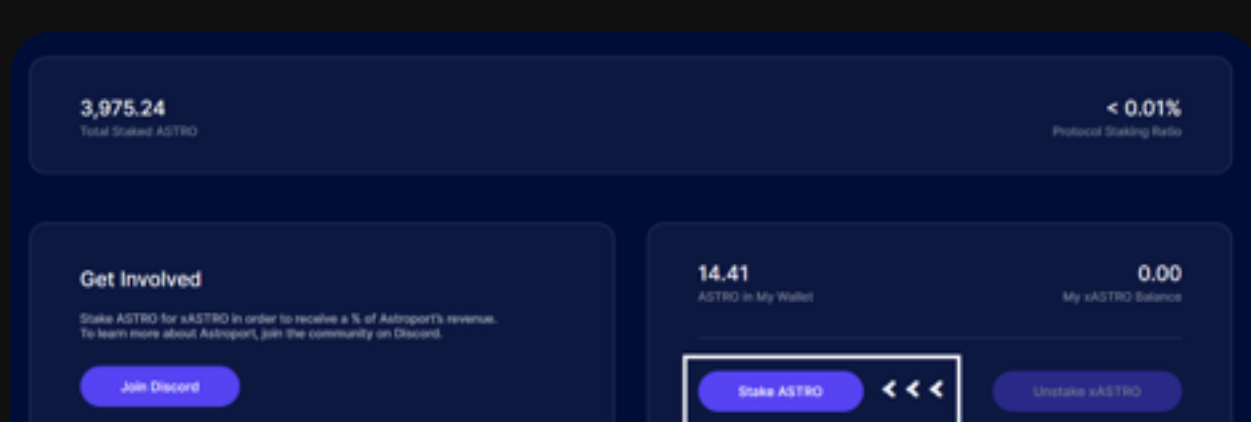 3,975.24
Total Staked ASTRO
< 0.01%
Protocol Staking Ratio
Get Involved
Stake ASTRO for xASTRO in order to receive a % of Astroport's revenue.
To learn more about Astroport, join the community on Discord.
Join Discord
14.41
ASTRO in My Wallet
0.00
My xASTRO Balance
Stake ASTRO
Unstake xASTRO